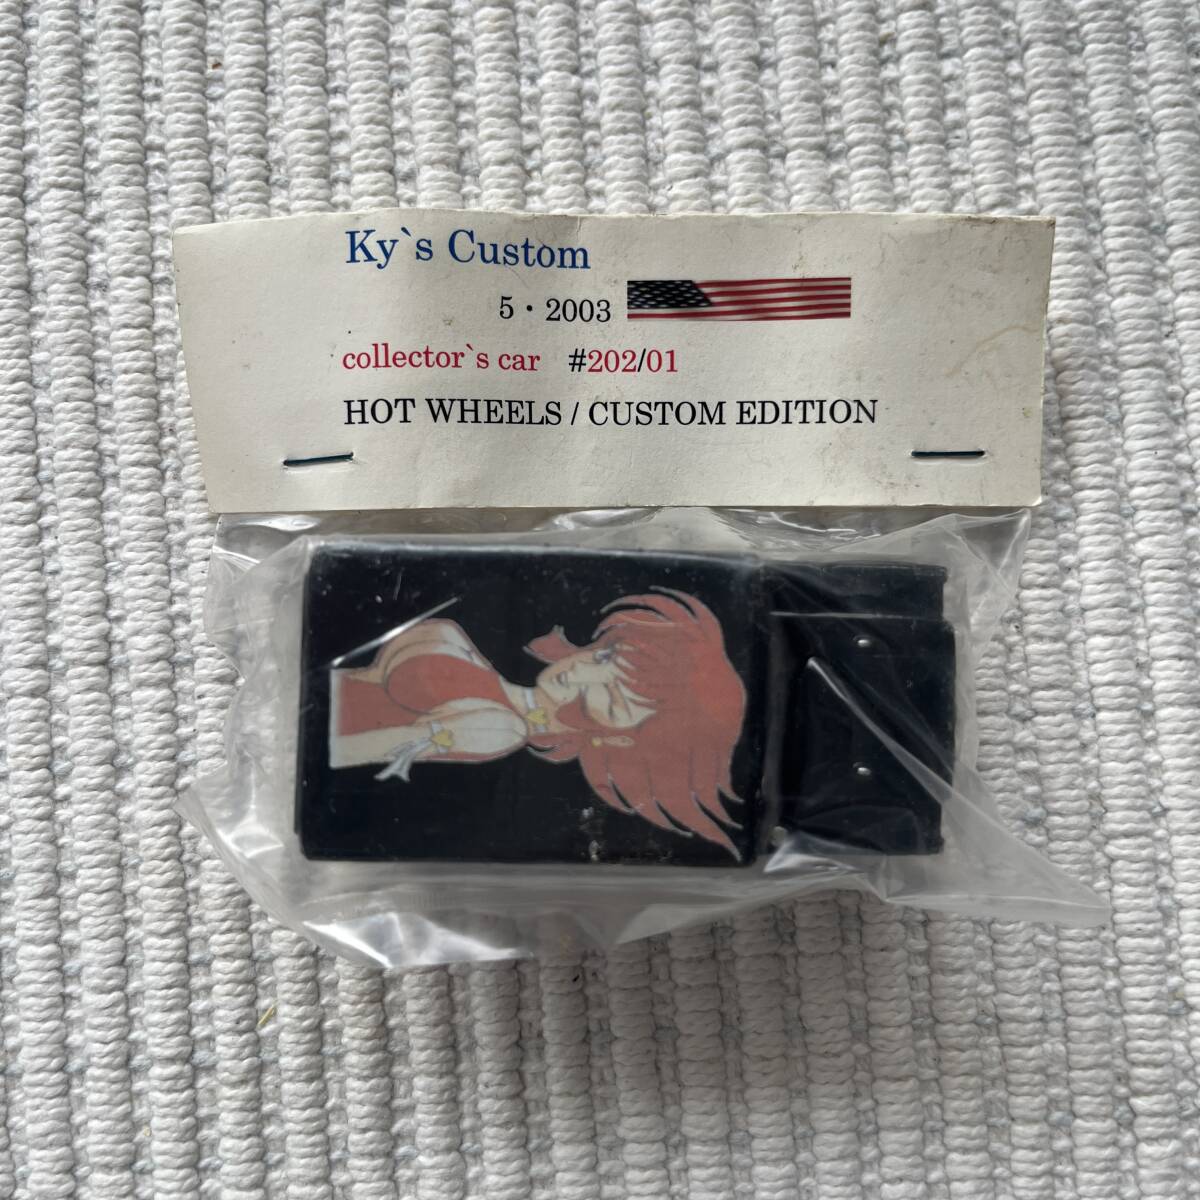 Ky`s Custom
5・2003
collector`s car #202/01
HOT WHEELS / CUSTOM EDITION